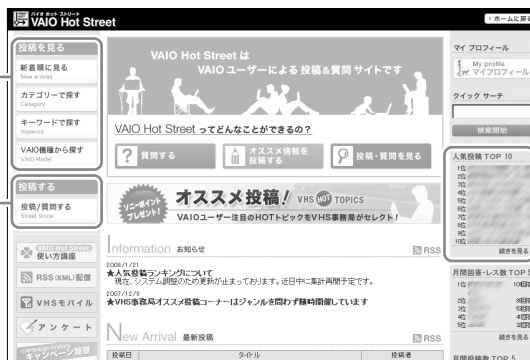 バイオ ホット ストリート
VAIO Hot Street
ホームに戻
投稿を見る
新着順に見る
New arrived
カテゴリーで探す
Category
キーワードで探す
Keyword
VAIO機種から探す
VAIO Model
投稿する
投稿/質問する
Street Voice
VAIO Hot Street
使い方講座
RSS(XML)配信
VHSモバイル
アンケート
campaign history
キャンペーン履歴
VAIO Hot Street は
VAIO ユーザーによる 投稿&質問 サイトです
VAIO Hot Street ってどんなことができるの?
質問する
オススメ情報を
投稿する
投稿・質問を見る
ソニーポイント
プレゼント!
オススメ投稿! VHS HOT TOPICS
VAIOユーザー注目のHOTトピックをVHS事務局がセレクト!
Information お知らせ
RSS
2008/1/21
★人気投稿ランキングについて
現在、システム調整のため更新が止まっております。近日中に集計再開予定です。
2007/12/8
★VHS事務局オススメ投稿コーナーはジャンルを問わず随時開催しています
New Arrival 最新投稿
RSS
投稿日 タイトル 投稿者
マイ プロフィール
My profile
マイプロフィール
クイック サーチ
検索開始
人気投稿 TOP 10
1位
2位
3位
4位
5位
6位
7位
8位
9位
10位
続きを見る
月間回答・レス数 TOP 5
1位
2位
3位
4位
5位
続きを見る
月間投稿数 TOP 5